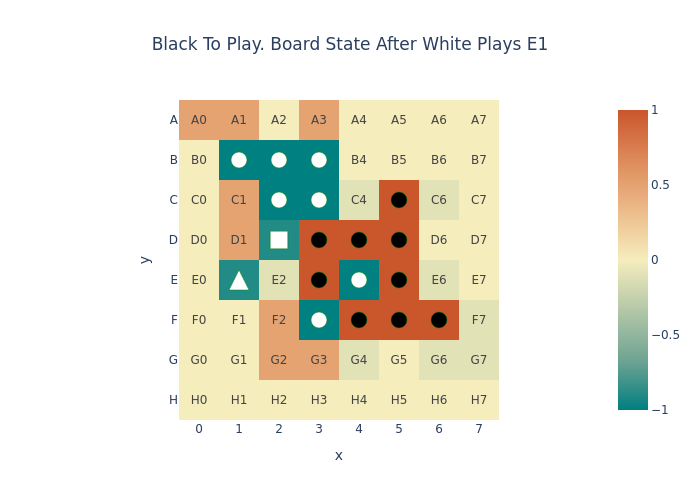 Black To Play. Board State After White Plays E1
A A0 A1 A2 A3 A4 A5 A6 A7 1
B B0 B4 B5 B6 B7 0.5
C C0 C1 C4 C6 C7
D D0 D1 D6 D7
y 0
E E0 E2 E6 E7
F F0 F1 F2 F7 −0.5
G G0 G1 G2 G3 G4 G5 G6 G7
H H0 H1 H2 H3 H4 H5 H6 H7 −1
0 1 2 3 4 5 6 7
x